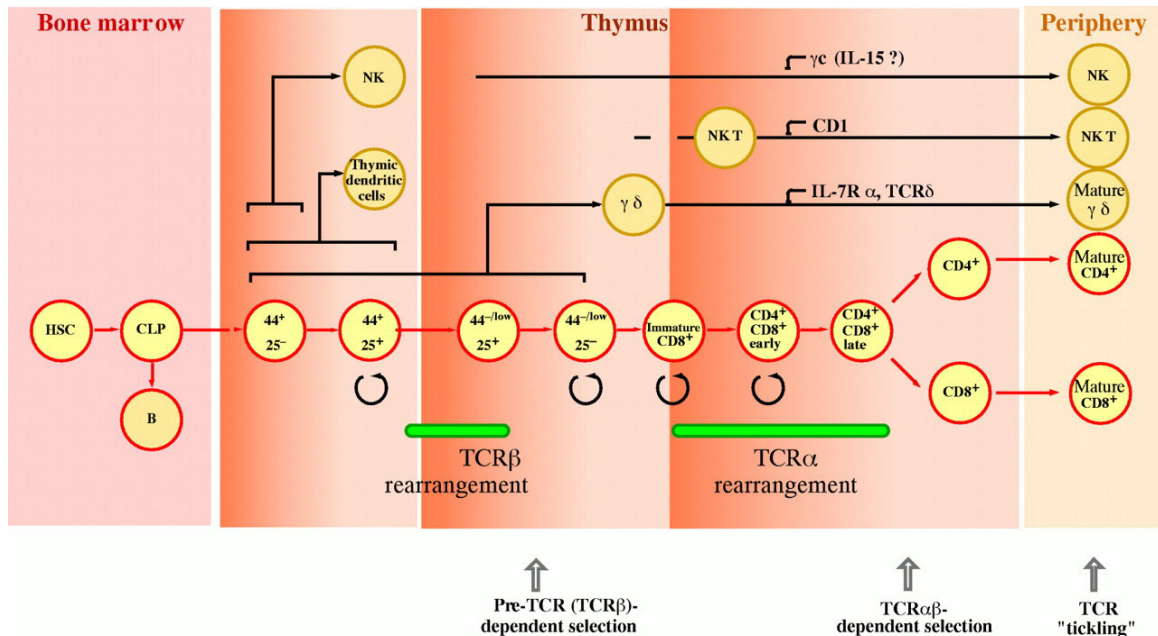 Bone marrow
Thymus
Periphery
NK
γc (IL-15 ?)
NK
NK T
CD1
NK T
Thymic
dendritic
cells
γ δ
IL-7R α, TCRδ
Mature
γ δ
HSC
CLP
B
44⁺
25⁻
44⁺
25⁺
44⁻/low
25⁺
44⁻/low
25⁻
Immature
CD8⁺
CD4⁺
CD8⁺
early
CD4⁺
CD8⁺
late
CD4⁺
Mature
CD4⁺
CD8⁺
Mature
CD8⁺
TCRβ
rearrangement
TCRα
rearrangement
Pre-TCR (TCRβ)-
dependent selection
TCRαβ-
dependent selection
TCR
"tickling"